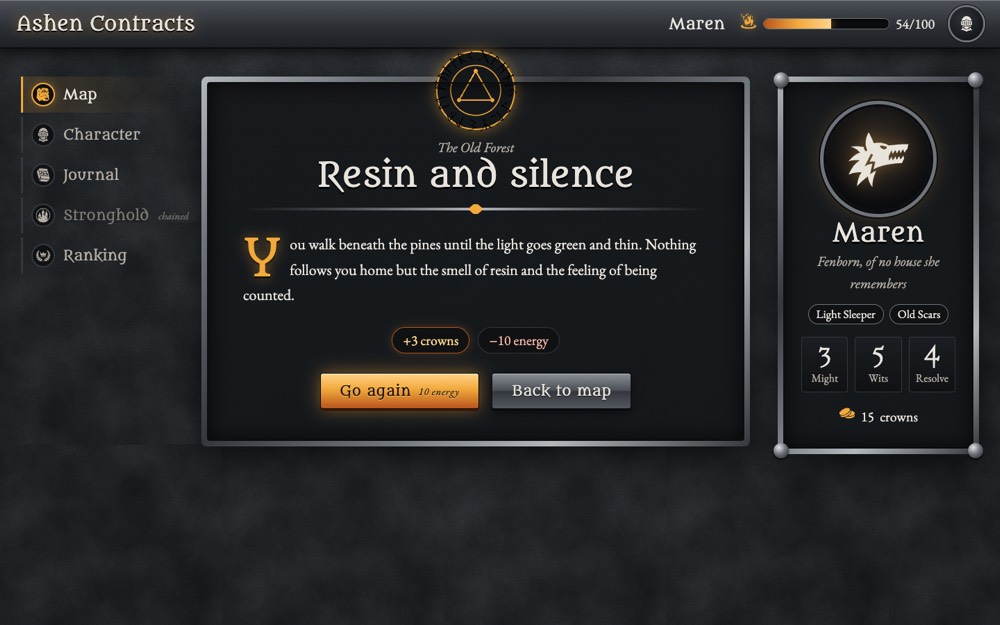 Ashen Contracts
Maren
54/100
Map
Character
Journal
Stronghold chained
Ranking
The Old Forest
Resin and silence
You walk beneath the pines until the light goes green and thin. Nothing
follows you home but the smell of resin and the feeling of being
counted.
+3 crowns
−10 energy
Go again 10 energy
Back to map
Maren
Fenborn, of no house she
remembers
Light Sleeper
Old Scars
3
Might
5
Wits
4
Resolve
15 crowns